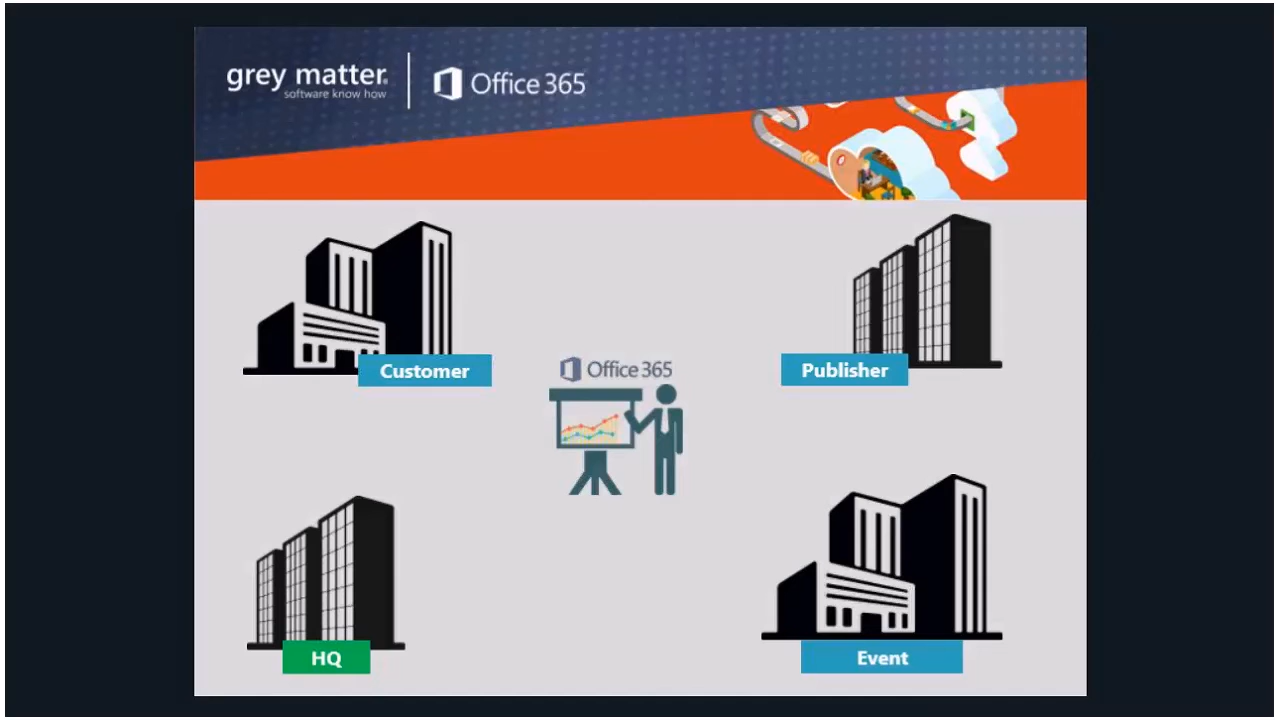 grey matter
software know how
Office 365
Customer
Publisher
Office 365
HQ
Event